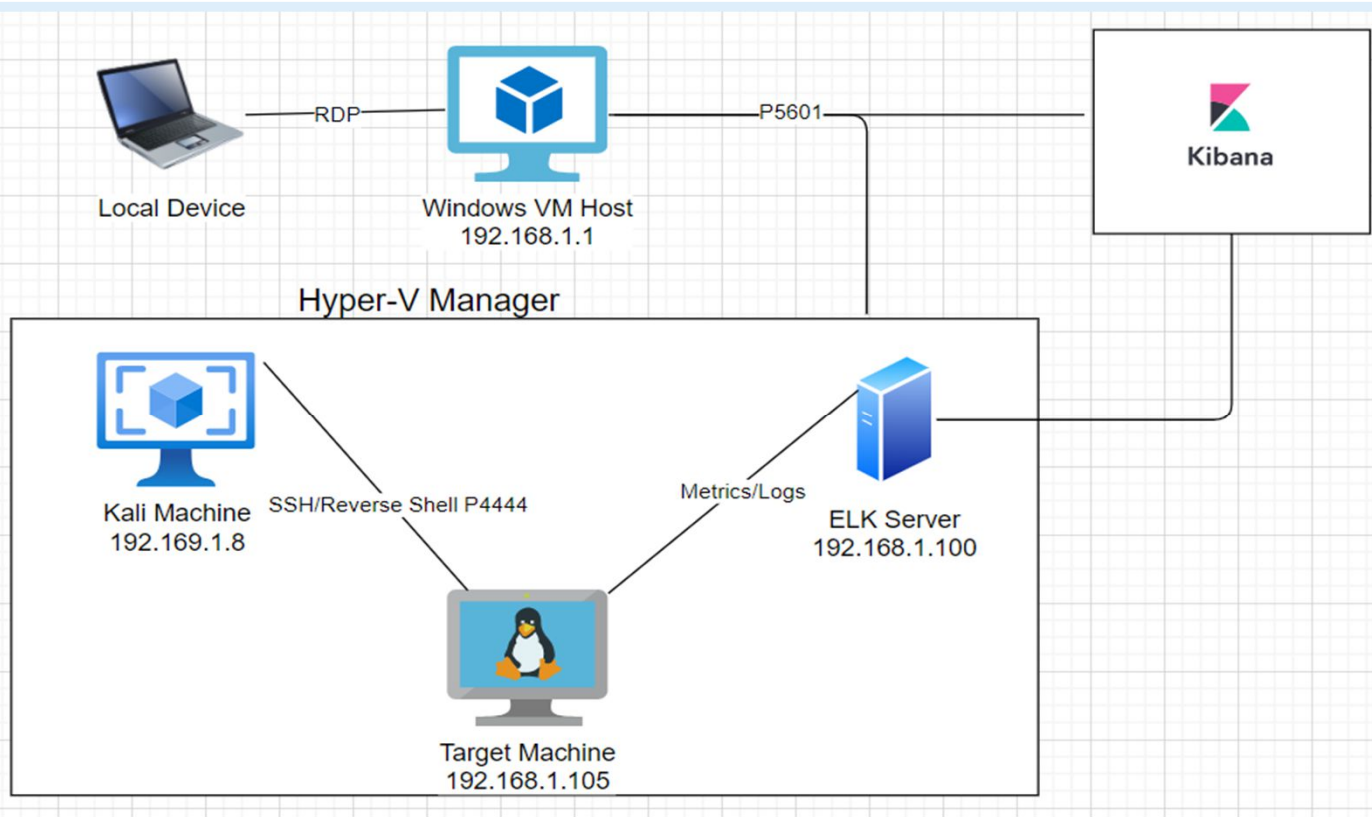 RDP
P5601
Kibana
Local Device
Windows VM Host
192.168.1.1
Hyper-V Manager
Kali Machine
192.169.1.8
SSH/Reverse Shell P4444
Metrics/Logs
ELK Server
192.168.1.100
Target Machine
192.168.1.105